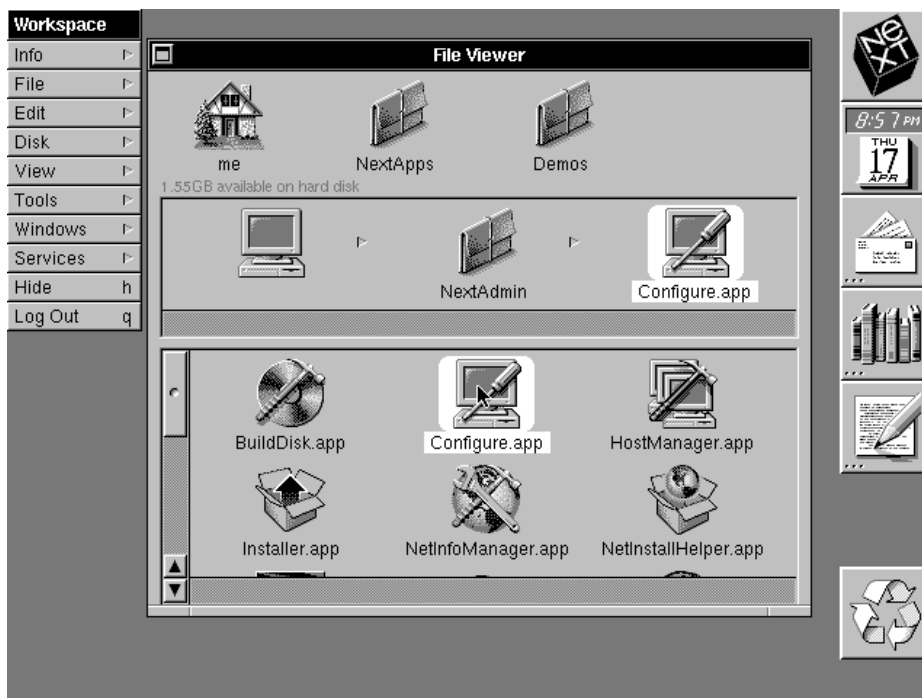 Workspace
Info
File
Edit
Disk
View
Tools
Windows
Services
Hide h
Log Out q
File Viewer
me NextApps Demos
1.55GB available on hard disk
NextAdmin Configure.app
BuildDisk.app Configure.app HostManager.app
Installer.app NetInfoManager.app NetInstallHelper.app
NeXT
8:57 PM
THU
17
APR